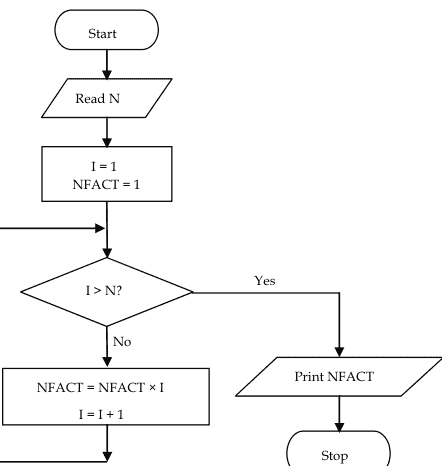 Start
Read N
I = 1
NFACT = 1
I > N?
Yes
No
NFACT = NFACT × I
I = I + 1
Print NFACT
Stop